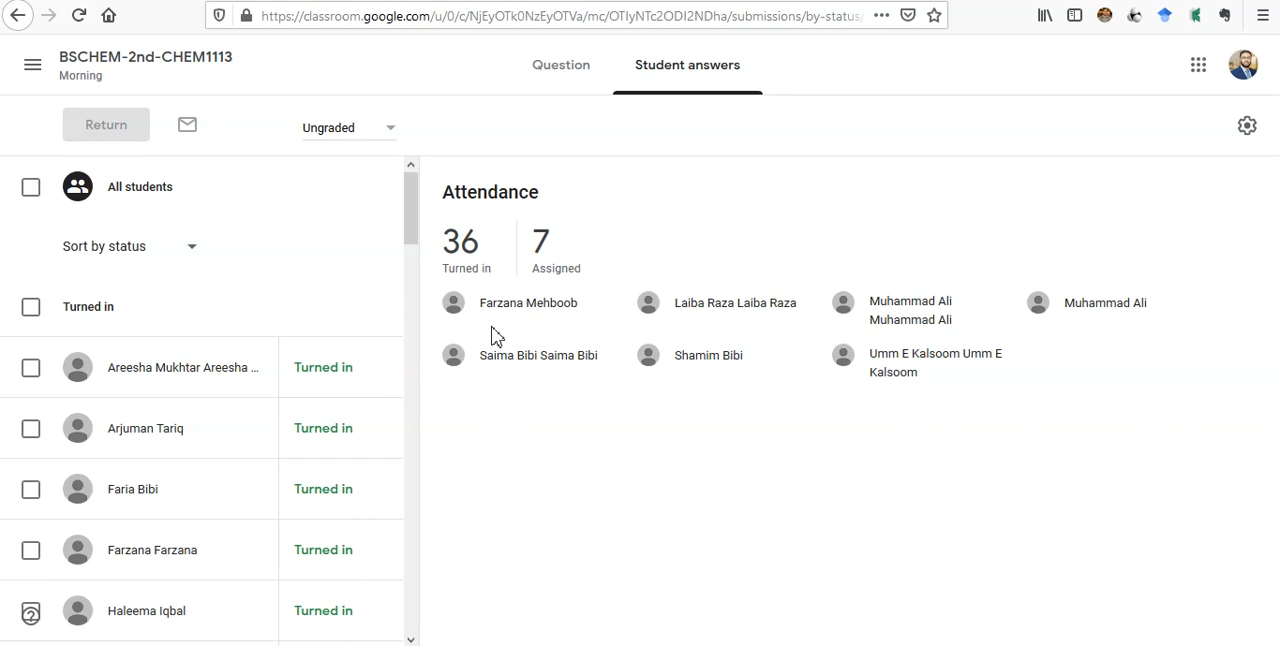 https://classroom.google.com/u/0/c/NjEyOTk0NzEyOTVa/mc/OTIyNTc2ODI2NDha/submissions/by-status/
BSCHEM-2nd-CHEM1113
Morning
Question
Student answers
Return
Ungraded
All students
Sort by status
Turned in
Areesha Mukhtar Areesha ...
Turned in
Arjuman Tariq
Turned in
Faria Bibi
Turned in
Farzana Farzana
Turned in
Haleema Iqbal
Turned in
Attendance
36
7
Turned in
Assigned
Farzana Mehboob
Laiba Raza Laiba Raza
Muhammad Ali
Muhammad Ali
Muhammad Ali
Saima Bibi Saima Bibi
Shamim Bibi
Umm E Kalsoom Umm E
Kalsoom